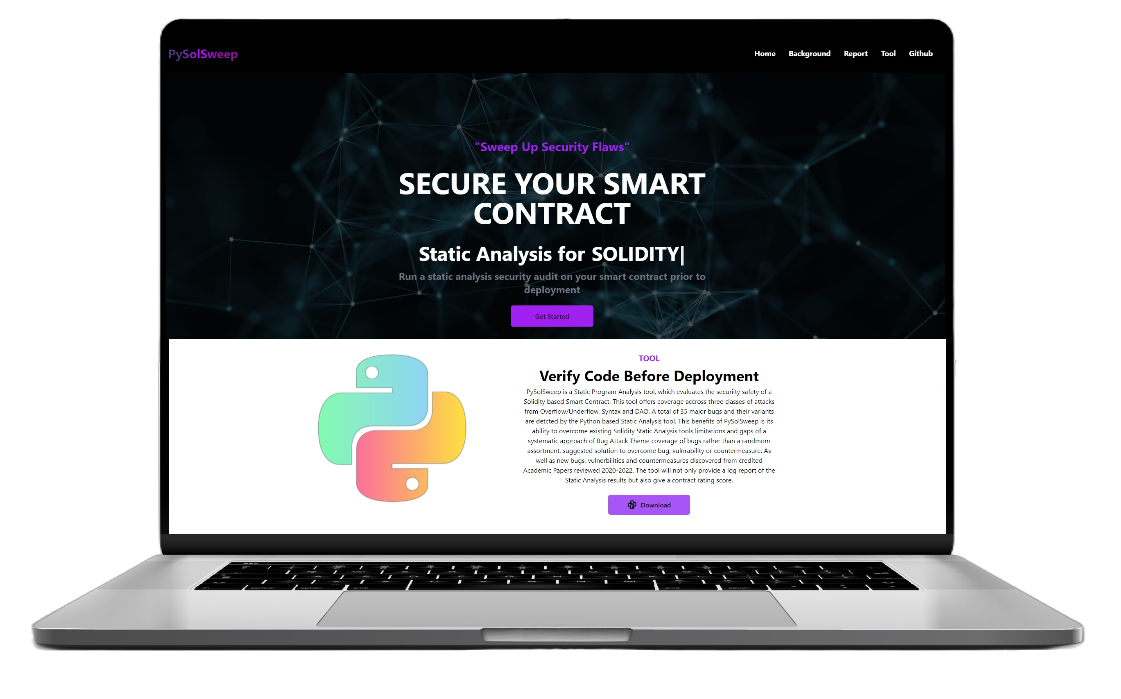 PySolSweep
Home Background Report Tool Github
"Sweep Up Security Flaws"
SECURE YOUR SMART
CONTRACT
Static Analysis for SOLIDITY|
Run a static analysis security audit on your smart contract prior to
deployment
Get Started
TOOL
Verify Code Before Deployment
PySolSweep is a Static Program Analysis tool, which evaluates the security safety of a
Solidity based Smart Contract. This tool offers coverage accross three classes of attacks
from Overflow/Underflow, Syntax and DAO. A total of 35 major bugs and their variants
are detcted by the Python based Static Analysis tool. This benefits of PySolSweep is its
ability to overcome existing Solidity Static Analysis tools limitations and gaps of a
systematic approach of Bug Attack Theme coverage of bugs rather than a randmom
assortment, suggested solution to overcome bug, vulnrability or countermeasure. As
well as new bugs, vulnerbilities and countermeasures discovered from credited
Academic Papers reviewed 2020-2022. The tool will not only provide a log report of the
Static Analysis results but also give a contract rating score.
Download